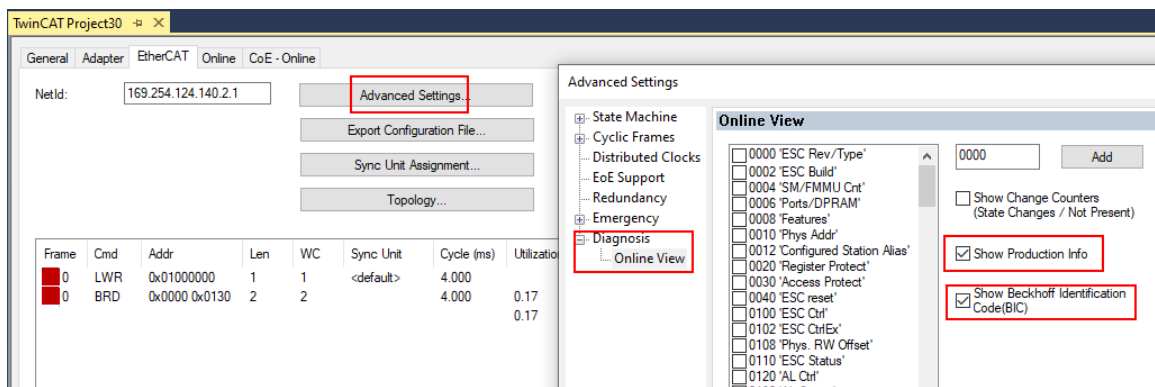 TwinCAT Project30
General Adapter EtherCAT Online CoE - Online
NetId: 169.254.124.140.2.1
Advanced Settings...
Export Configuration File...
Sync Unit Assignment...
Topology...
Frame Cmd Addr Len WC Sync Unit Cycle (ms)
0 LWR 0x01000000 1 1 <default> 4.000
0 BRD 0x0000 0x0130 2 2 4.000 0.17
0.17
Advanced Settings
State Machine
Cyclic Frames
Distributed Clocks
EoE Support
Redundancy
Emergency
Diagnosis
Online View
Online View
0000 'ESC Rev/Type'
0002 'ESC Build'
0004 'SM/FMMU Cnt'
0006 'Ports/DPRAM'
0008 'Features'
0010 'Phys Addr'
0012 'Configured Station Alias'
0020 'Register Protect'
0030 'Access Protect'
0040 'ESC reset'
0100 'ESC Ctrl'
0102 'ESC CtrlEx'
0108 'Phys. RW Offset'
0110 'ESC Status'
0120 'AL Ctrl'
0000 Add
Show Change Counters
(State Changes / Not Present)
Show Production Info
Show Beckhoff Identification
Code(BIC)